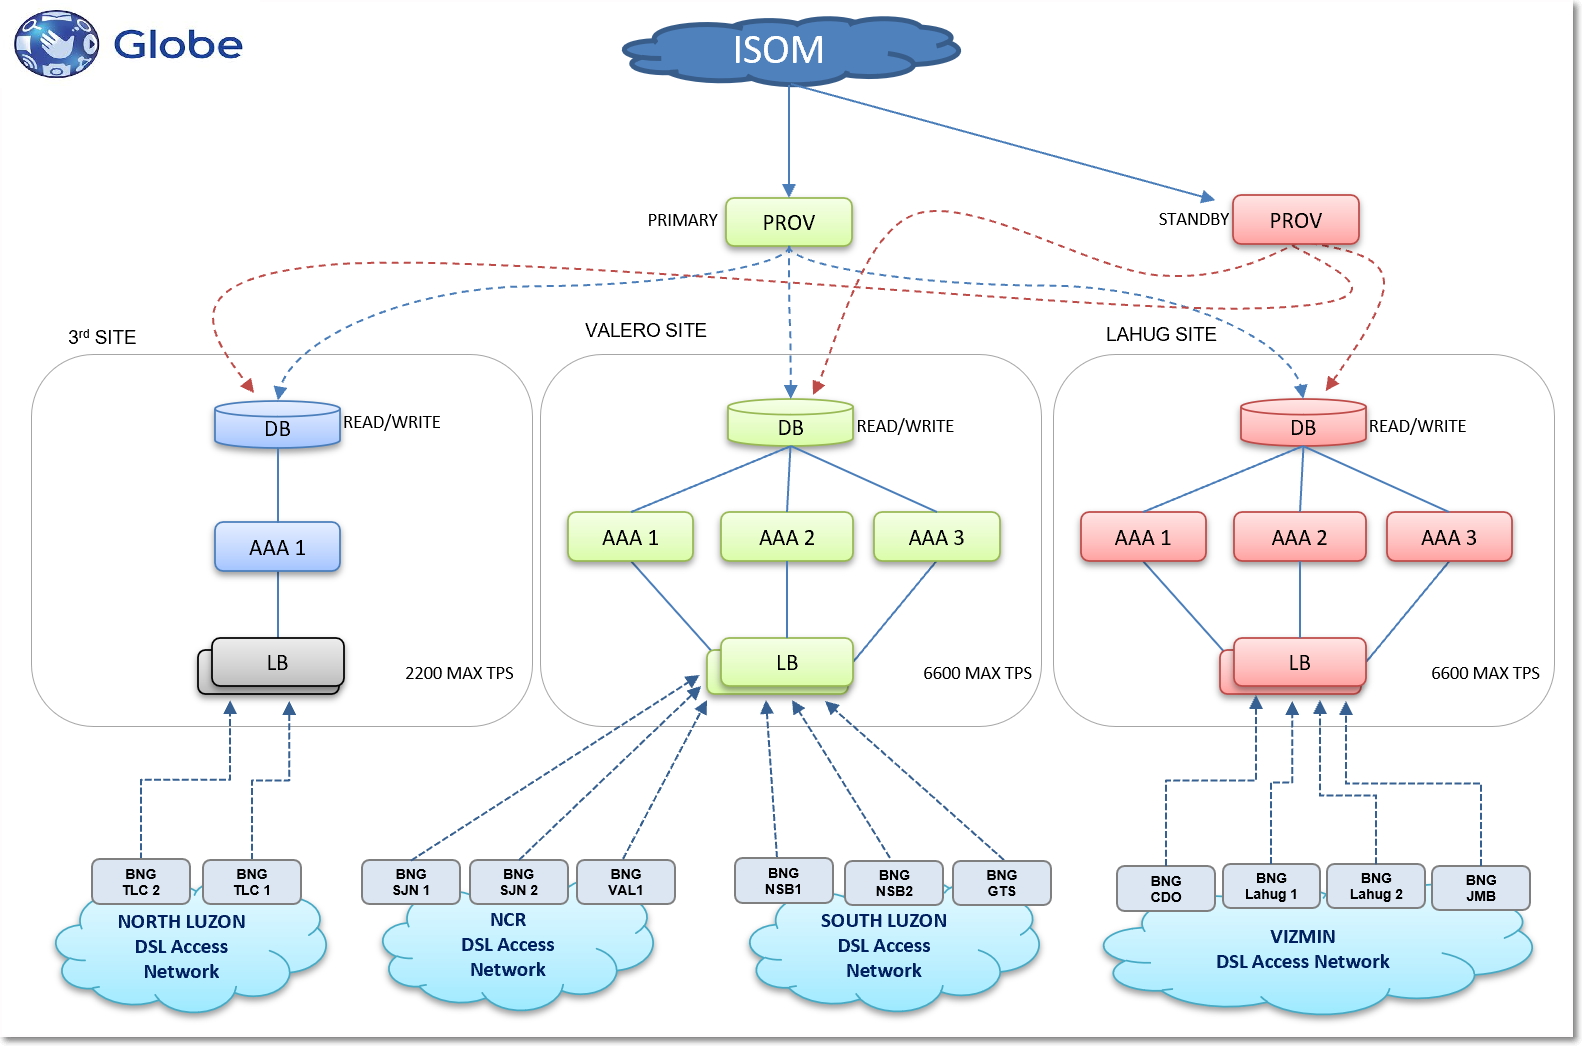 Globe
ISOM
PRIMARY
PROV
STANDBY
PROV
3rd SITE
VALERO SITE
LAHUG SITE
DB
READ/WRITE
DB
READ/WRITE
DB
READ/WRITE
AAA 1
AAA 1
AAA 2
AAA 3
AAA 1
AAA 2
AAA 3
LB
2200 MAX TPS
LB
6600 MAX TPS
LB
6600 MAX TPS
BNG
TLC 2
BNG
TLC 1
BNG
SJN 1
BNG
SJN 2
BNG
VAL1
BNG
NSB1
BNG
NSB2
BNG
GTS
BNG
CDO
BNG
Lahug 1
BNG
Lahug 2
BNG
JMB
NORTH LUZON
DSL Access
Network
NCR
DSL Access
Network
SOUTH LUZON
DSL Access
Network
VIZMIN
DSL Access Network